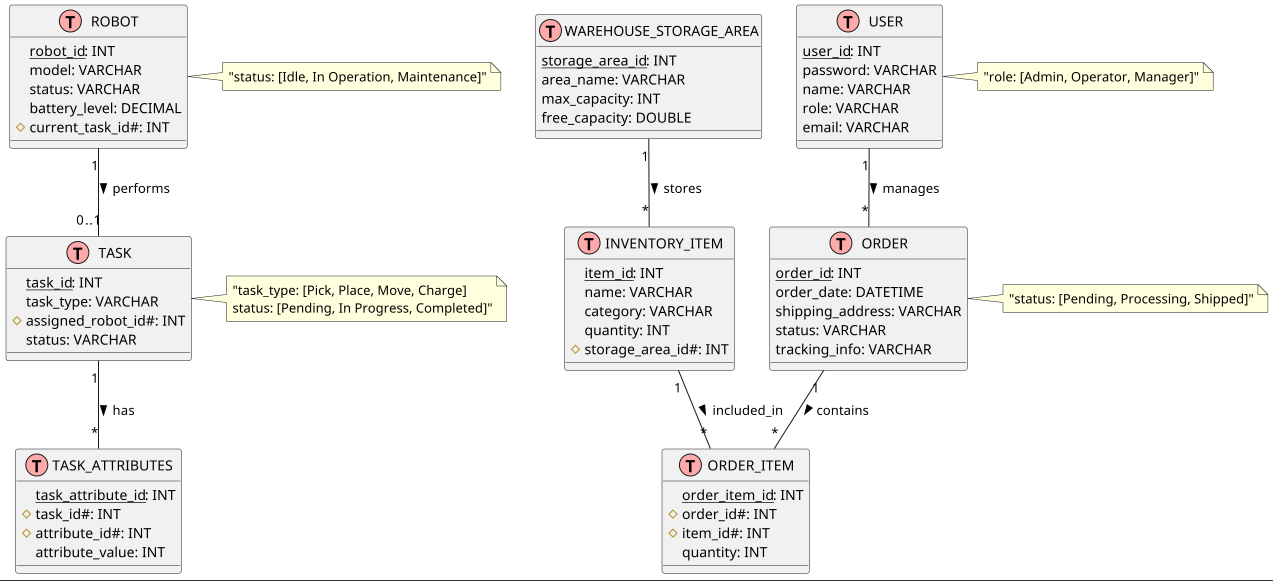 T ROBOT
robot_id: INT
model: VARCHAR
status: VARCHAR
battery_level: DECIMAL
current_task_id#: INT
"status: [Idle, In Operation, Maintenance]"
T WAREHOUSE_STORAGE_AREA
storage_area_id: INT
area_name: VARCHAR
max_capacity: INT
free_capacity: DOUBLE
T USER
user_id: INT
password: VARCHAR
name: VARCHAR
role: VARCHAR
email: VARCHAR
"role: [Admin, Operator, Manager]"
1
performs
0..1
1
stores
*
1
manages
*
T TASK
task_id: INT
task_type: VARCHAR
assigned_robot_id#: INT
status: VARCHAR
"task_type: [Pick, Place, Move, Charge]
status: [Pending, In Progress, Completed]"
T INVENTORY_ITEM
item_id: INT
name: VARCHAR
category: VARCHAR
quantity: INT
storage_area_id#: INT
T ORDER
order_id: INT
order_date: DATETIME
shipping_address: VARCHAR
status: VARCHAR
tracking_info: VARCHAR
"status: [Pending, Processing, Shipped]"
1
has
*
1
included_in
*
1
contains
*
T TASK_ATTRIBUTES
task_attribute_id: INT
task_id#: INT
attribute_id#: INT
attribute_value: INT
T ORDER_ITEM
order_item_id: INT
order_id#: INT
item_id#: INT
quantity: INT